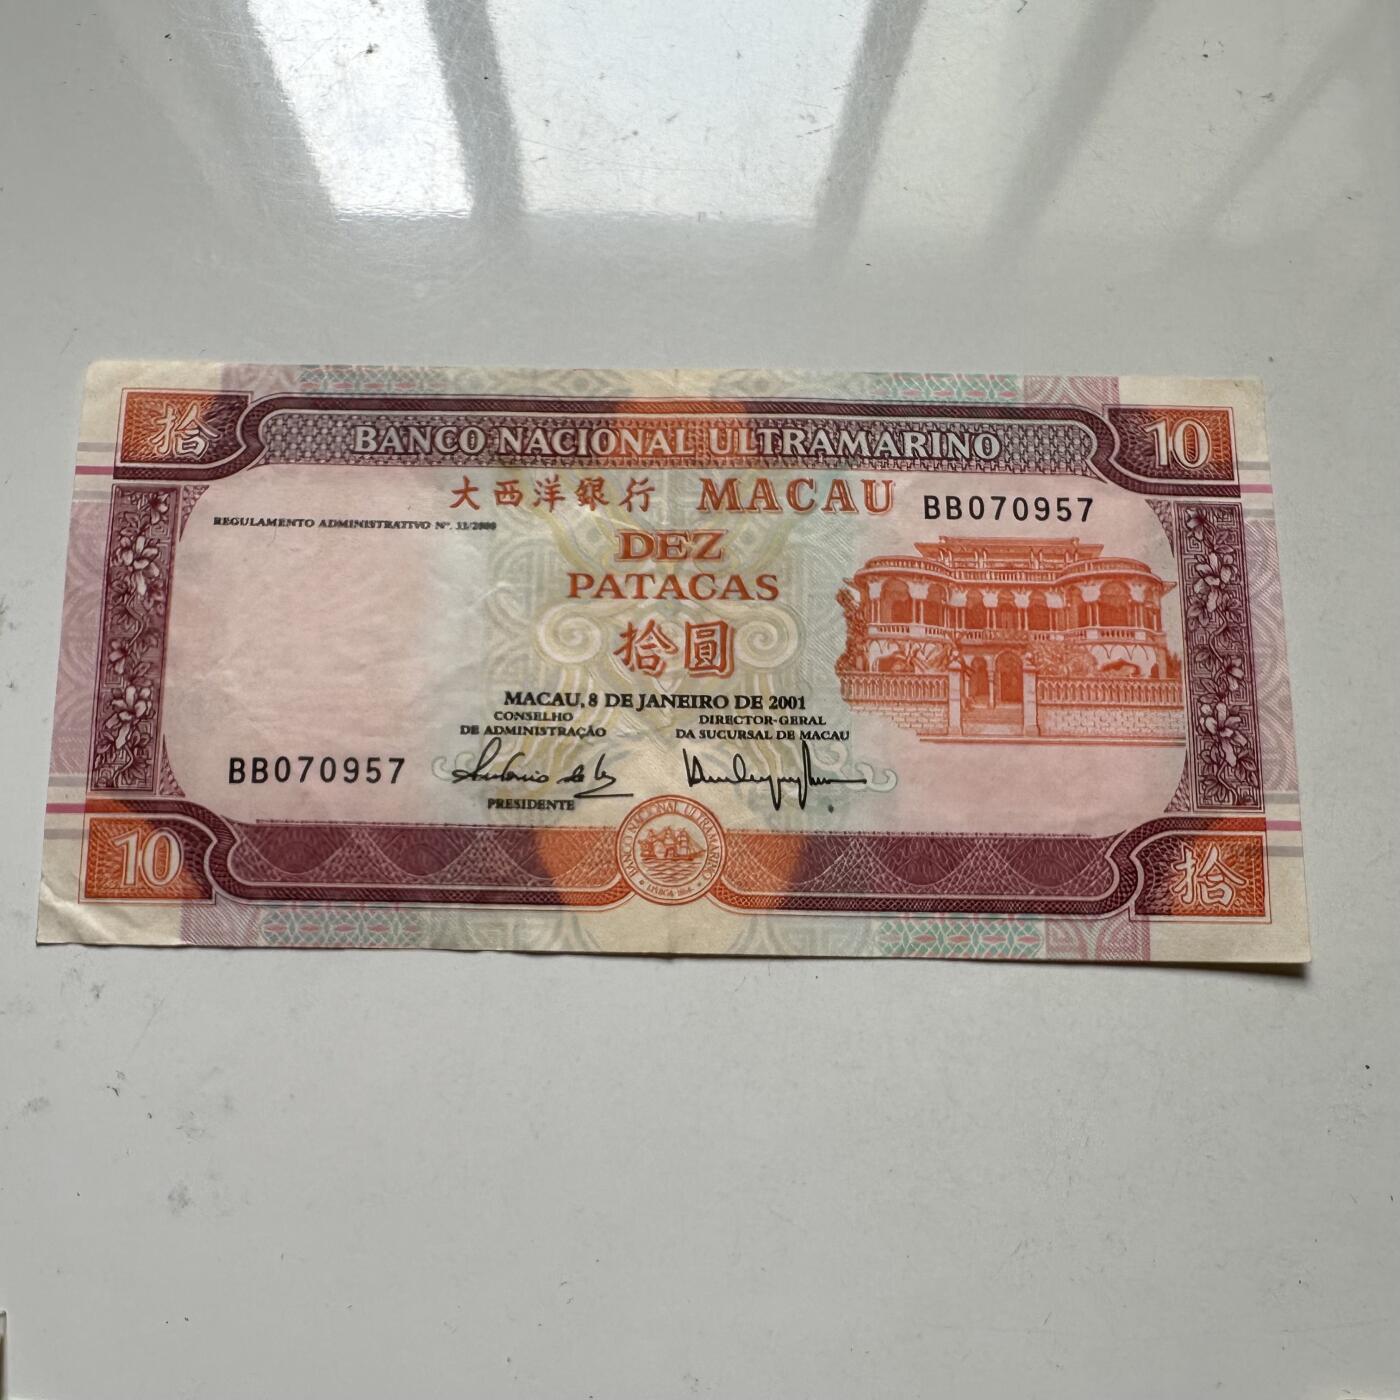 拾
BANCO NACIONAL ULTRAMARINO
10
大西洋銀行 MACAU
BB070957
REGULAMENTO ADMINISTRATIVO Nº. 33/2000
DEZ
PATACAS
拾圓
MACAU, 8 DE JANEIRO DE 2001
CONSELHO
DE ADMINISTRAÇÃO
DIRECTOR-GERAL
DA SUCURSAL DE MACAU
BB070957
PRESIDENTE
10
BANCO NACIONAL ULTRAMARINO
LISBOA 1864
拾